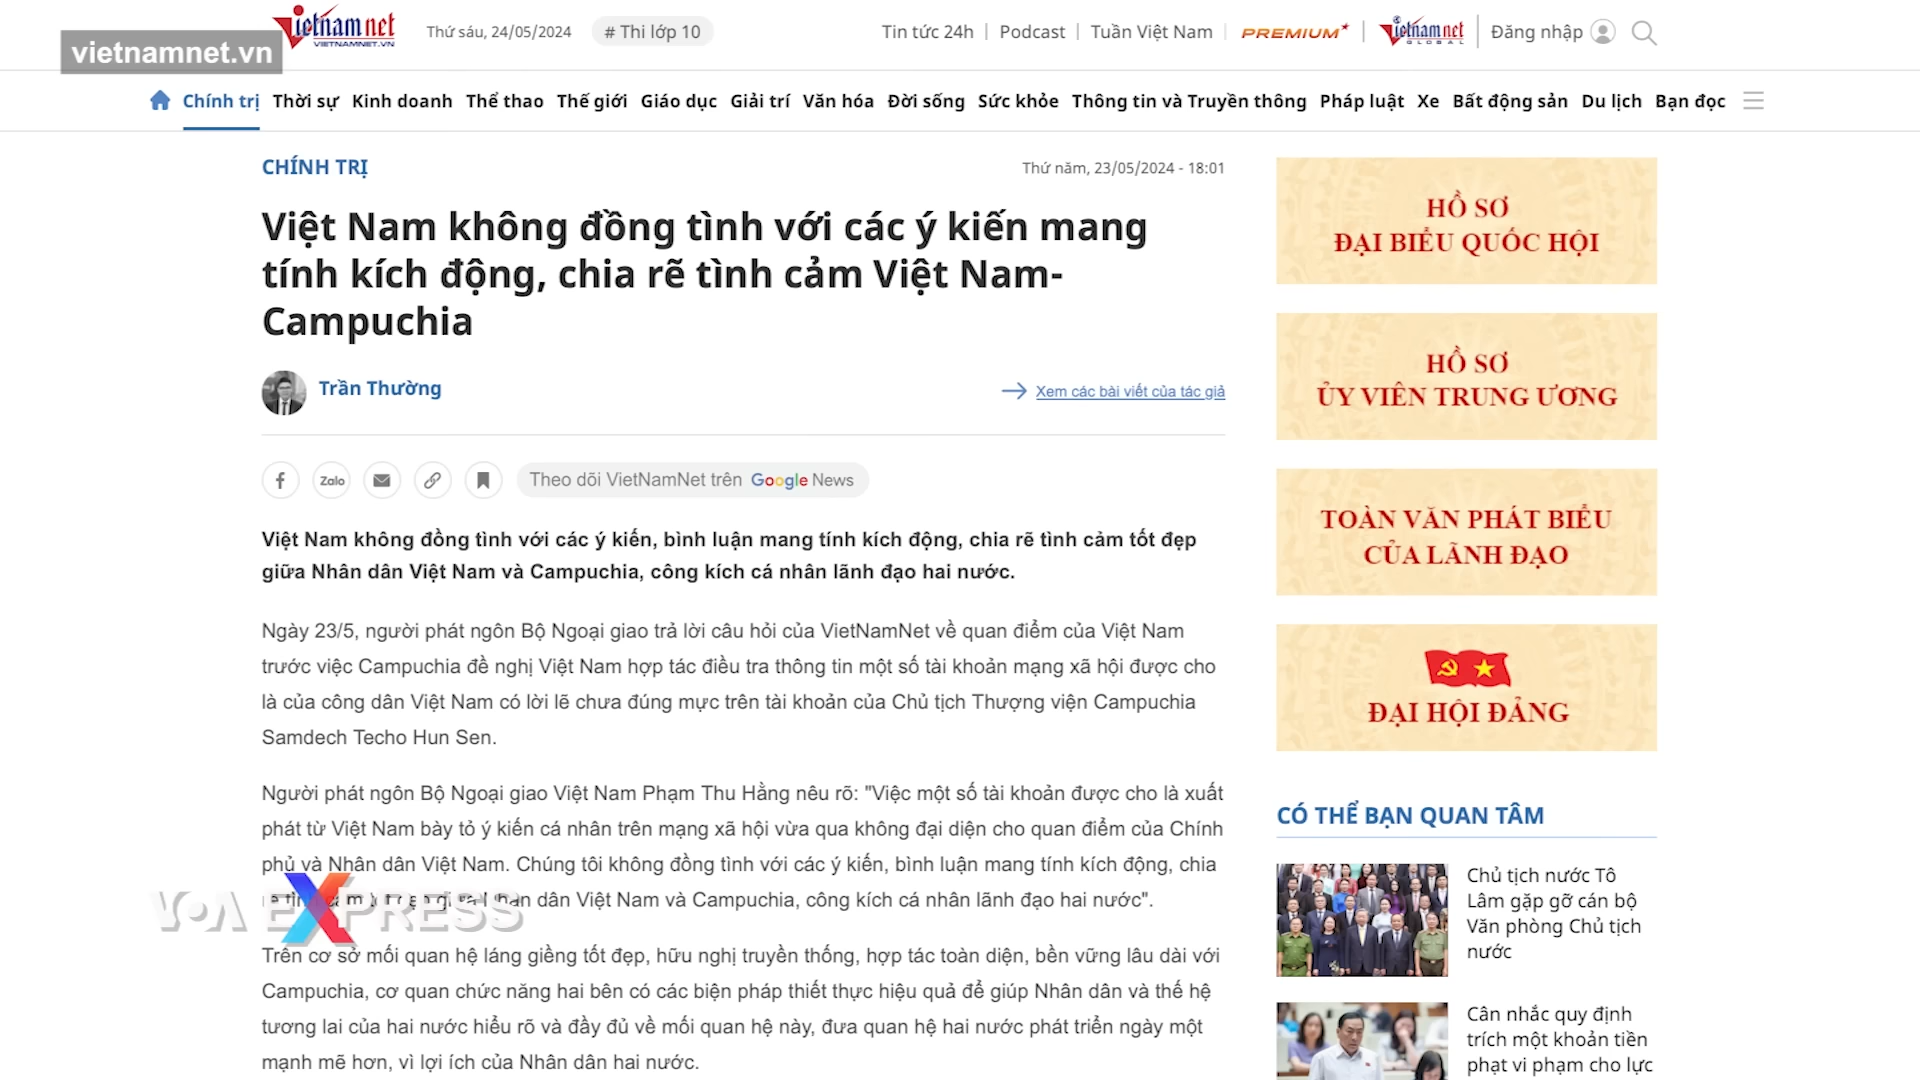 vietnamnet.vn
Vietnamnet
VIETNAMNET.VN
Thứ sáu, 24/05/2024
# Thi lớp 10
Tin tức 24h
Podcast
Tuần Việt Nam
PREMIUM
Vietnamnet
GLOBAL
Đăng nhập
Chính trị Thời sự Kinh doanh Thể thao Thế giới Giáo dục Giải trí Văn hóa Đời sống Sức khỏe Thông tin và Truyền thông Pháp luật Xe Bất động sản Du lịch Bạn đọc
CHÍNH TRỊ
Thứ năm, 23/05/2024 - 18:01
Việt Nam không đồng tình với các ý kiến mang
tính kích động, chia rẽ tình cảm Việt Nam-
Campuchia
Trần Thường
Xem các bài viết của tác giả
Zalo
Theo dõi VietNamNet trên Google News
Việt Nam không đồng tình với các ý kiến, bình luận mang tính kích động, chia rẽ tình cảm tốt đẹp
giữa Nhân dân Việt Nam và Campuchia, công kích cá nhân lãnh đạo hai nước.
Ngày 23/5, người phát ngôn Bộ Ngoại giao trả lời câu hỏi của VietNamNet về quan điểm của Việt Nam
trước việc Campuchia đề nghị Việt Nam hợp tác điều tra thông tin một số tài khoản mạng xã hội được cho
là của công dân Việt Nam có lời lẽ chưa đúng mực trên tài khoản của Chủ tịch Thượng viện Campuchia
Samdech Techo Hun Sen.
Người phát ngôn Bộ Ngoại giao Việt Nam Phạm Thu Hằng nêu rõ: "Việc một số tài khoản được cho là xuất
phát từ Việt Nam bày tỏ ý kiến cá nhân trên mạng xã hội vừa qua không đại diện cho quan điểm của Chính
phủ và Nhân dân Việt Nam. Chúng tôi không đồng tình với các ý kiến, bình luận mang tính kích động, chia
rẽ tình cảm tốt đẹp giữa Nhân dân Việt Nam và Campuchia, công kích cá nhân lãnh đạo hai nước".
VOA EXPRESS
Trên cơ sở mối quan hệ láng giềng tốt đẹp, hữu nghị truyền thống, hợp tác toàn diện, bền vững lâu dài với
Campuchia, cơ quan chức năng hai bên có các biện pháp thiết thực hiệu quả để giúp Nhân dân và thế hệ
tương lai của hai nước hiểu rõ và đầy đủ về mối quan hệ này, đưa quan hệ hai nước phát triển ngày một
mạnh mẽ hơn, vì lợi ích của Nhân dân hai nước.
HỒ SƠ
ĐẠI BIỂU QUỐC HỘI
HỒ SƠ
ỦY VIÊN TRUNG ƯƠNG
TOÀN VĂN PHÁT BIỂU
CỦA LÃNH ĐẠO
ĐẠI HỘI ĐẢNG
CÓ THỂ BẠN QUAN TÂM
Chủ tịch nước Tô
Lâm gặp gỡ cán bộ
Văn phòng Chủ tịch
nước
Cân nhắc quy định
trích một khoản tiền
phạt vi phạm cho lực